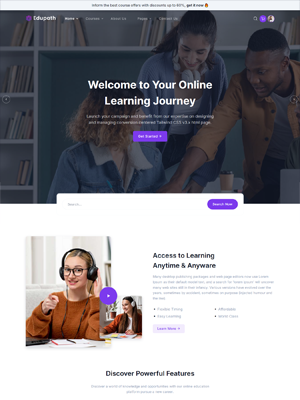 Inform the best course offers with discounts up to 60%, get it now
Edupath
Home Courses About Us Pages Contact Us
Welcome to Your Online
Learning Journey
Launch your campaign and benefit from our expertise on designing
and managing conversion centered Tailwind CSS v3.x html page.
Get Started
Search...
Search Now
Access to Learning
Anytime & Anyware
Flexible Timing
Affordable
Easy Learning
World Class
Learn More
Discover Powerful Features
Discover a world of knowledge and opportunities with our online education
platform to pursue a new career.